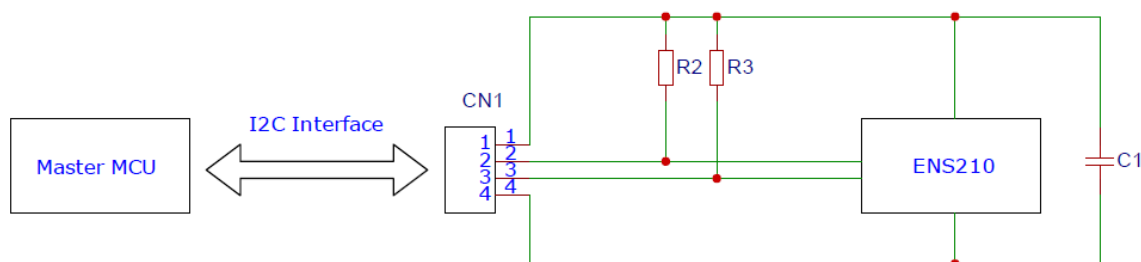 R2
R3
CN1
I2C Interface
Master MCU
1 1
2 2
3 3
4 4
ENS210
C1